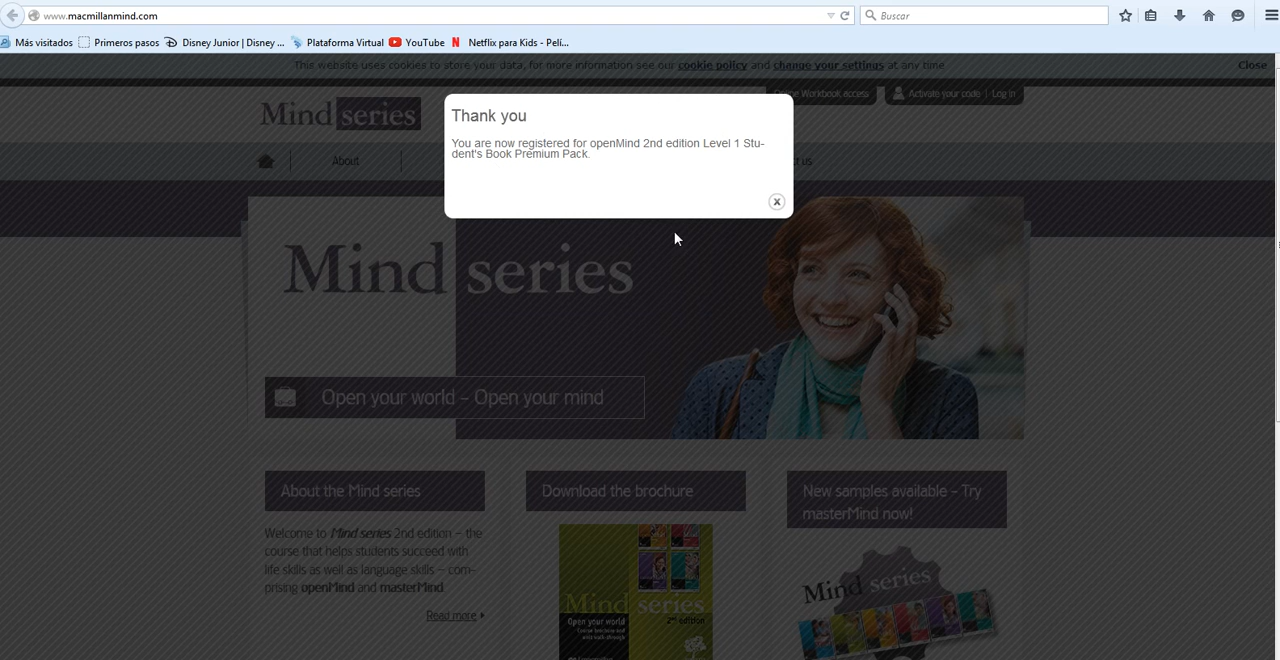 www.macmillanmind.com
Buscar
Más visitados Primeros pasos Disney Junior | Disney ... Plataforma Virtual YouTube Netflix para Kids - Pelí...
This website uses cookies to store your data, for more information see our cookie policy and change your settings at any time
Close
Online Workbook access Activate your code | Log in
Mind series
About
Thank you
You are now registered for openMind 2nd edition Level 1 Stu-
dent's Book Premium Pack.
x
Mind series
Open your world - Open your mind
About the Mind series
Welcome to Mind series 2nd edition – the
course that helps students succeed with
life skills as well as language skills – com-
prising openMind and masterMind.
Read more
Download the brochure
Mind series
2nd edition
Open your world
New samples available - Try
masterMind now!
Mind series